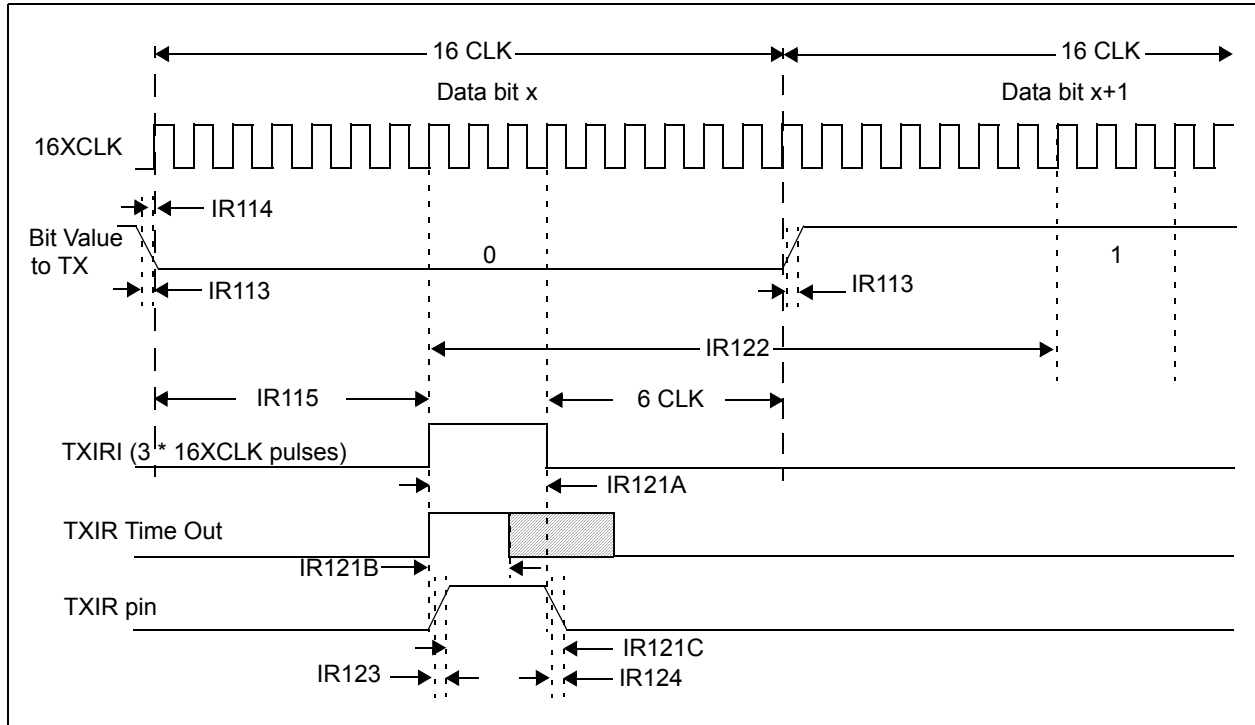 16 CLK 16 CLK
Data bit x Data bit x+1
16XCLK
IR114
Bit Value
to TX
0 1
IR113 IR113
IR122
IR115 6 CLK
TXIRI (3 * 16XCLK pulses)
IR121A
TXIR Time Out
IR121B
TXIR pin
IR121C
IR123 IR124